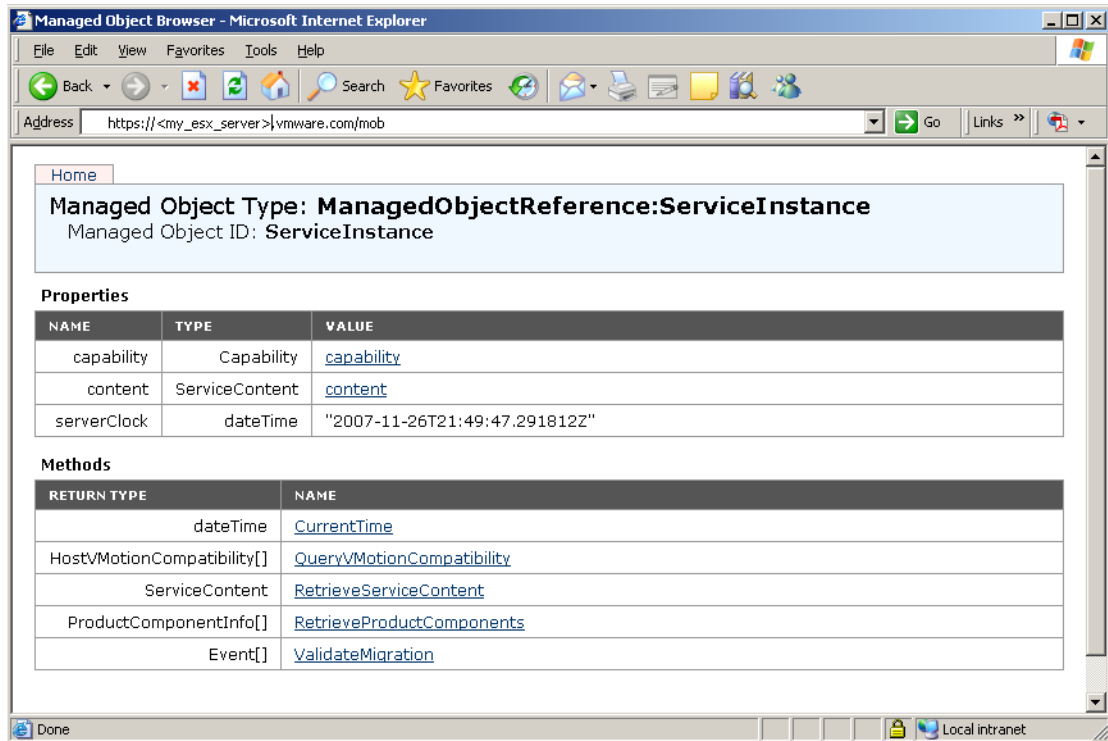 Managed Object Browser - Microsoft Internet Explorer
File Edit View Favorites Tools Help
Back Search Favorites
Address https://<my_esx_server>.vmware.com/mob Go Links »
Home
Managed Object Type: ManagedObjectReference:ServiceInstance
Managed Object ID: ServiceInstance
Properties
NAME TYPE VALUE
capability Capability capability
content ServiceContent content
serverClock dateTime "2007-11-26T21:49:47.291812Z"
Methods
RETURN TYPE NAME
dateTime CurrentTime
HostVMotionCompatibility[] QueryVMotionCompatibility
ServiceContent RetrieveServiceContent
ProductComponentInfo[] RetrieveProductComponents
Event[] ValidateMigration
Done Local intranet